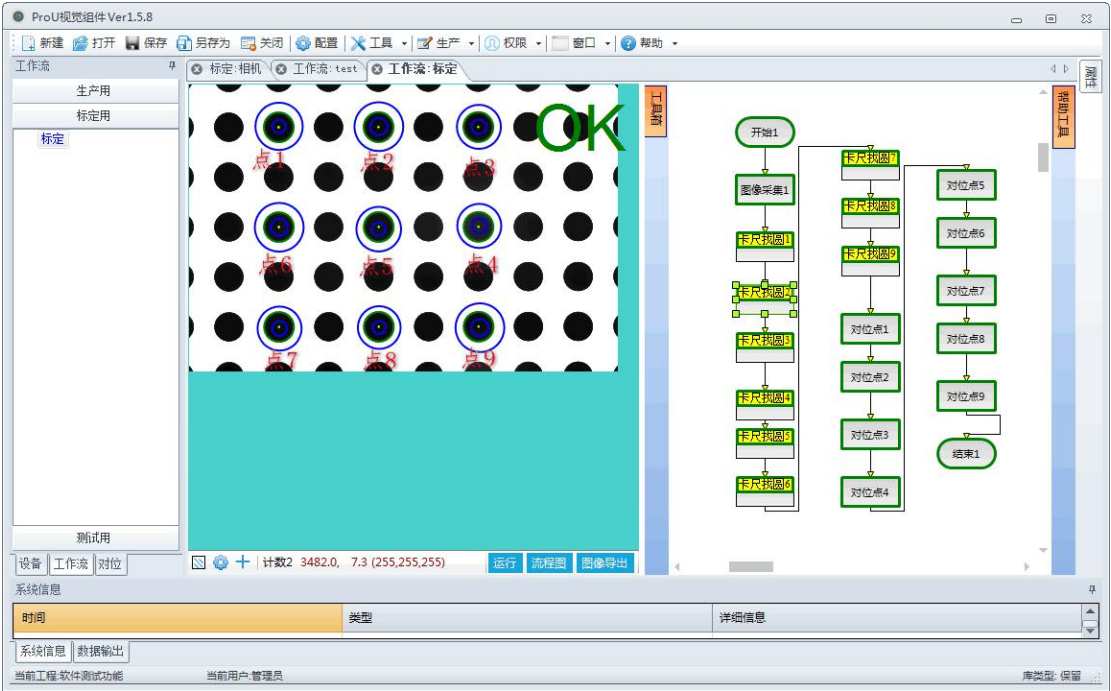 ProU视觉组件Ver1.5.8
新建 打开 保存 另存为 关闭 配置 工具 生产 权限 窗口 帮助
工作流
标定:相机 工作流:test 工作流:标定
属性
生产用
标定用
标定
测试用
设备 工作流 对位
OK
点1 点2 点3
点6 点5 点4
点7 点8 点9
工具箱
开始1
图像采集1
卡尺找圆1
卡尺找圆2
卡尺找圆3
卡尺找圆4
卡尺找圆5
卡尺找圆6
卡尺找圆7
卡尺找圆8
卡尺找圆9
对位点1
对位点2
对位点3
对位点4
对位点5
对位点6
对位点7
对位点8
对位点9
结束1
帮助工具
计数2 3482.0, 7.3 (255,255,255) 运行 流程图 图像导出
系统信息
时间 类型 详细信息
系统信息 数据输出
当前工程:软件测试功能 当前用户:管理员 库类型: 保留